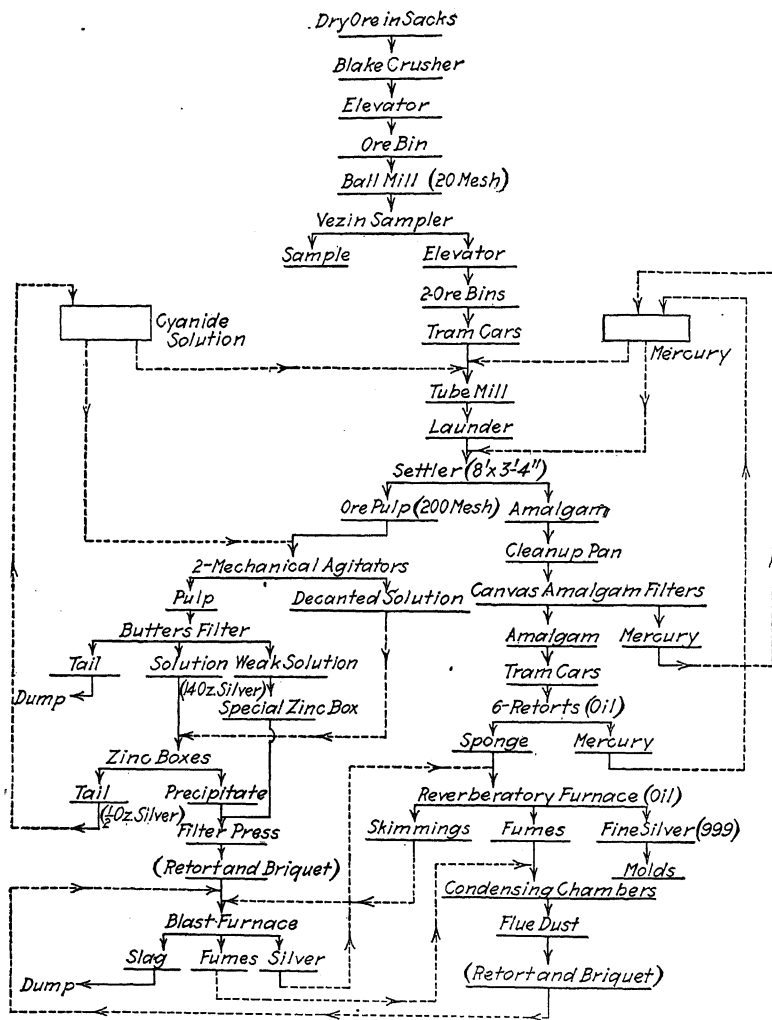 Dry Ore in Sacks
Blake Crusher
Elevator
Ore Bin
Ball Mill (20 Mesh)
Vezin Sampler
Sample
Elevator
2-Ore Bins
Cyanide
Solution
Tram Cars
Mercury
Tube Mill
Launder
Settler (8'x 3'-4")
Ore Pulp (200 Mesh)
Amalgam
Cleanup Pan
2-Mechanical Agitators
Pulp
Decanted Solution
Canvas Amalgam Filters
Butters Filter
Amalgam
Mercury
Tail
Solution
Weak Solution
Tram Cars
Dump
(140z. Silver)
Special Zinc Box
6-Retorts (Oil)
Sponge
Mercury
Zinc Boxes
Tail
Precipitate
Reverberatory Furnace (Oil)
(½Oz. Silver)
Filter Press
Skimmings
Fumes
Fine Silver (999)
(Retort and Briquet)
Molds
Condensing Chambers
Blast Furnace
Flue Dust
Slag
Fumes
Silver
Dump
(Retort and Briquet)